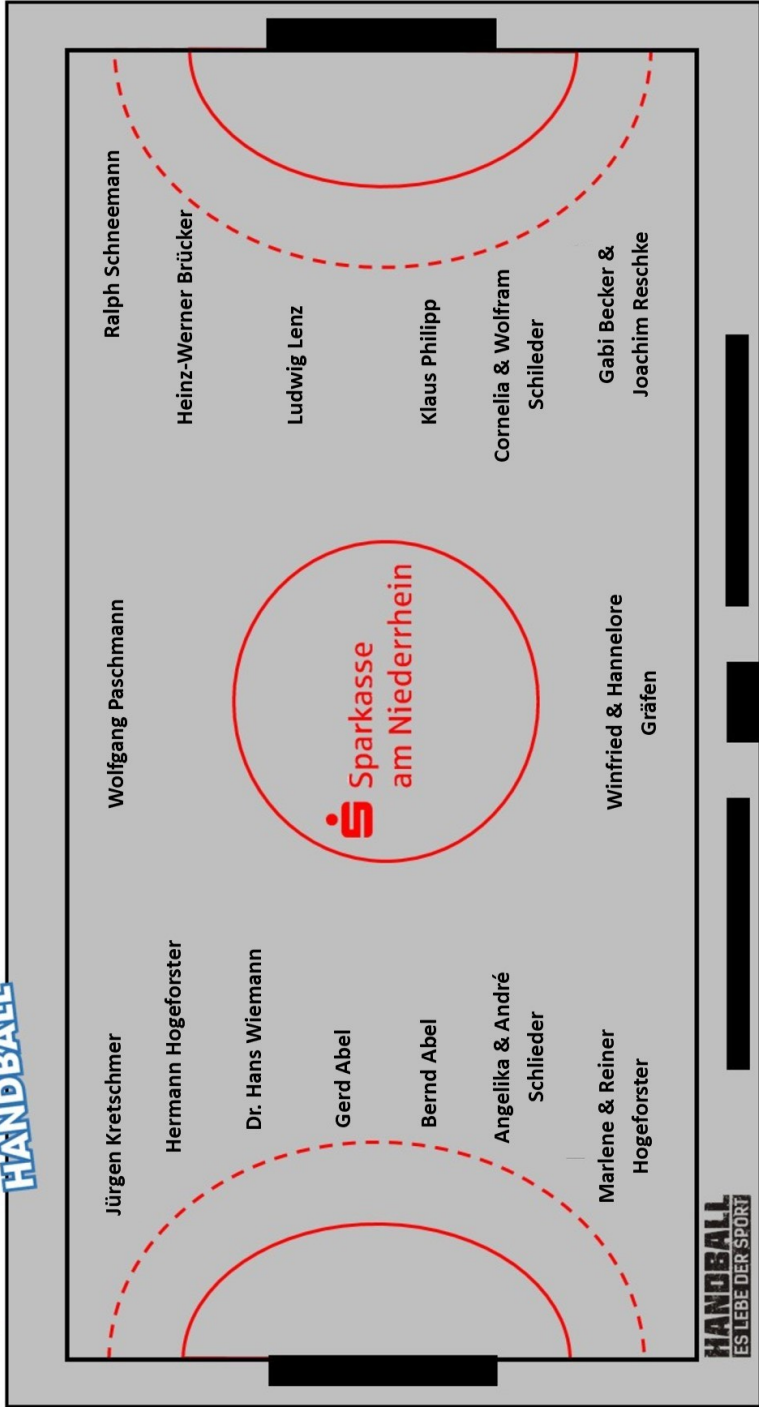 HANDBALL
Jürgen Kretschmer
Wolfgang Paschmann
Ralph Schneemann
Hermann Hogeforster
Heinz-Werner Brücker
Dr. Hans Wiemann
Ludwig Lenz
Gerd Abel
Sparkasse
am Niederrhein
Bernd Abel
Klaus Philipp
Angelika & André
Schlieder
Cornelia & Wolfram
Schileder
Marlene & Reiner
Hogeforster
Winfried & Hannelore
Gräfen
Gabi Becker &
Joachim Reschke
HANDBALL
ES LEBE DER SPORT